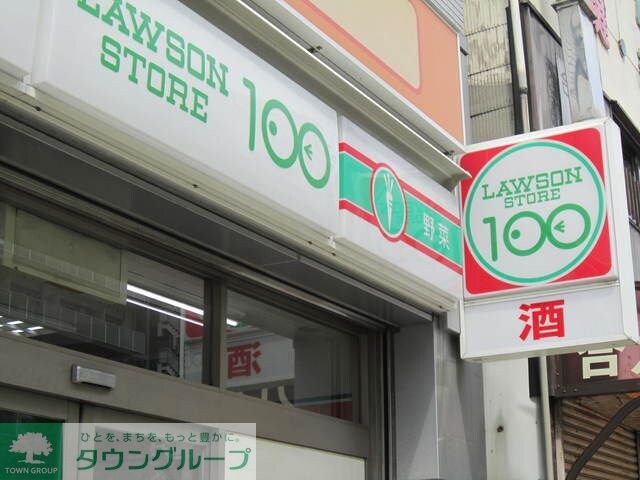 LAWSON
STORE
100
野菜
LAWSON
STORE
100
酒
酒
TOWN GROUP
ひとを、まちを、もっと豊かに。
タウングループ